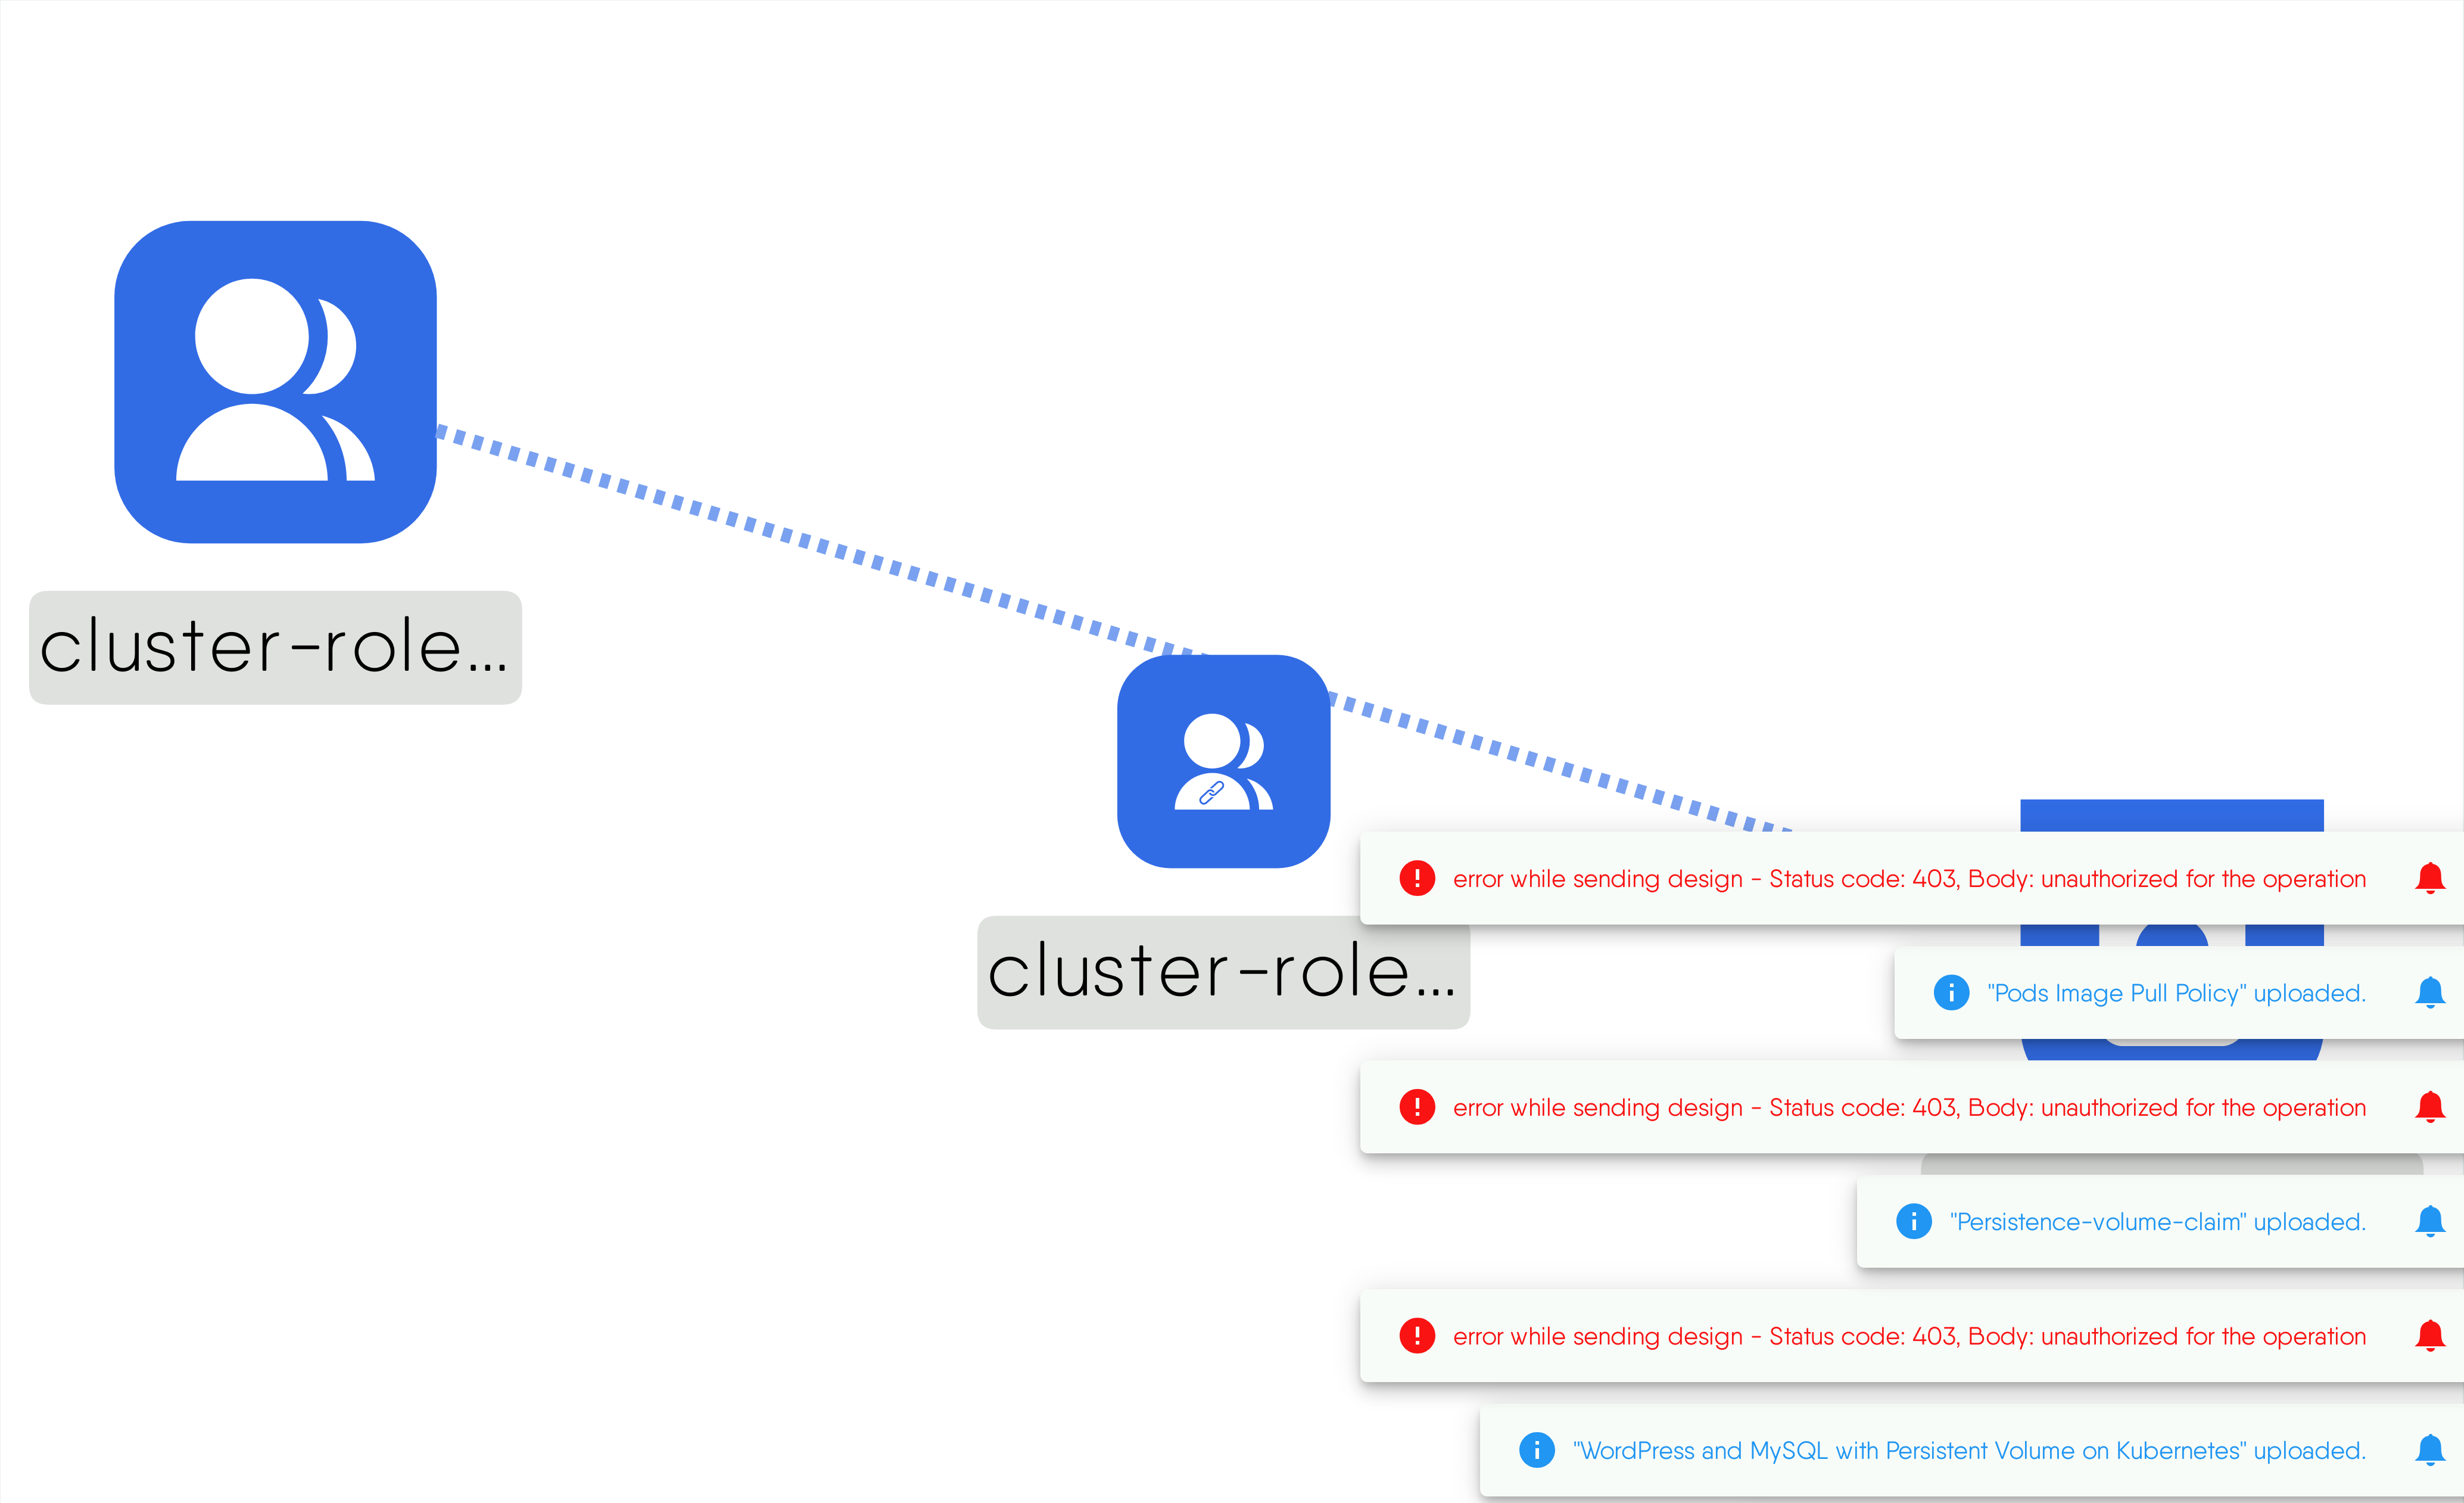 cluster-role...
cluster-role...
error while sending design - Status code: 403, Body: unauthorized for the operation
"Pods Image Pull Policy" uploaded.
error while sending design - Status code: 403, Body: unauthorized for the operation
"Persistence-volume-claim" uploaded.
error while sending design - Status code: 403, Body: unauthorized for the operation
"WordPress and MySQL with Persistent Volume on Kubernetes" uploaded.